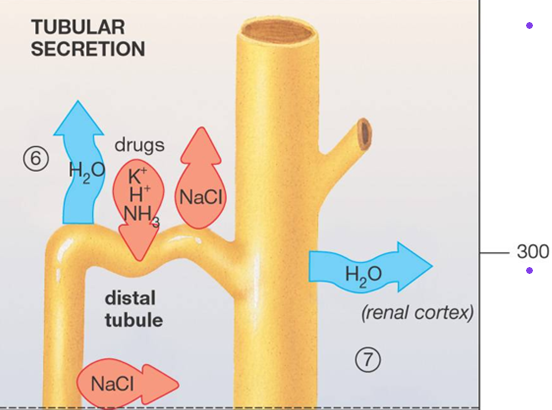 TUBULAR
SECRETION
drugs
6
H₂O
K⁺
H⁺
NH₃
NaCl
300
H₂O
distal
tubule
(renal cortex)
7
NaCl